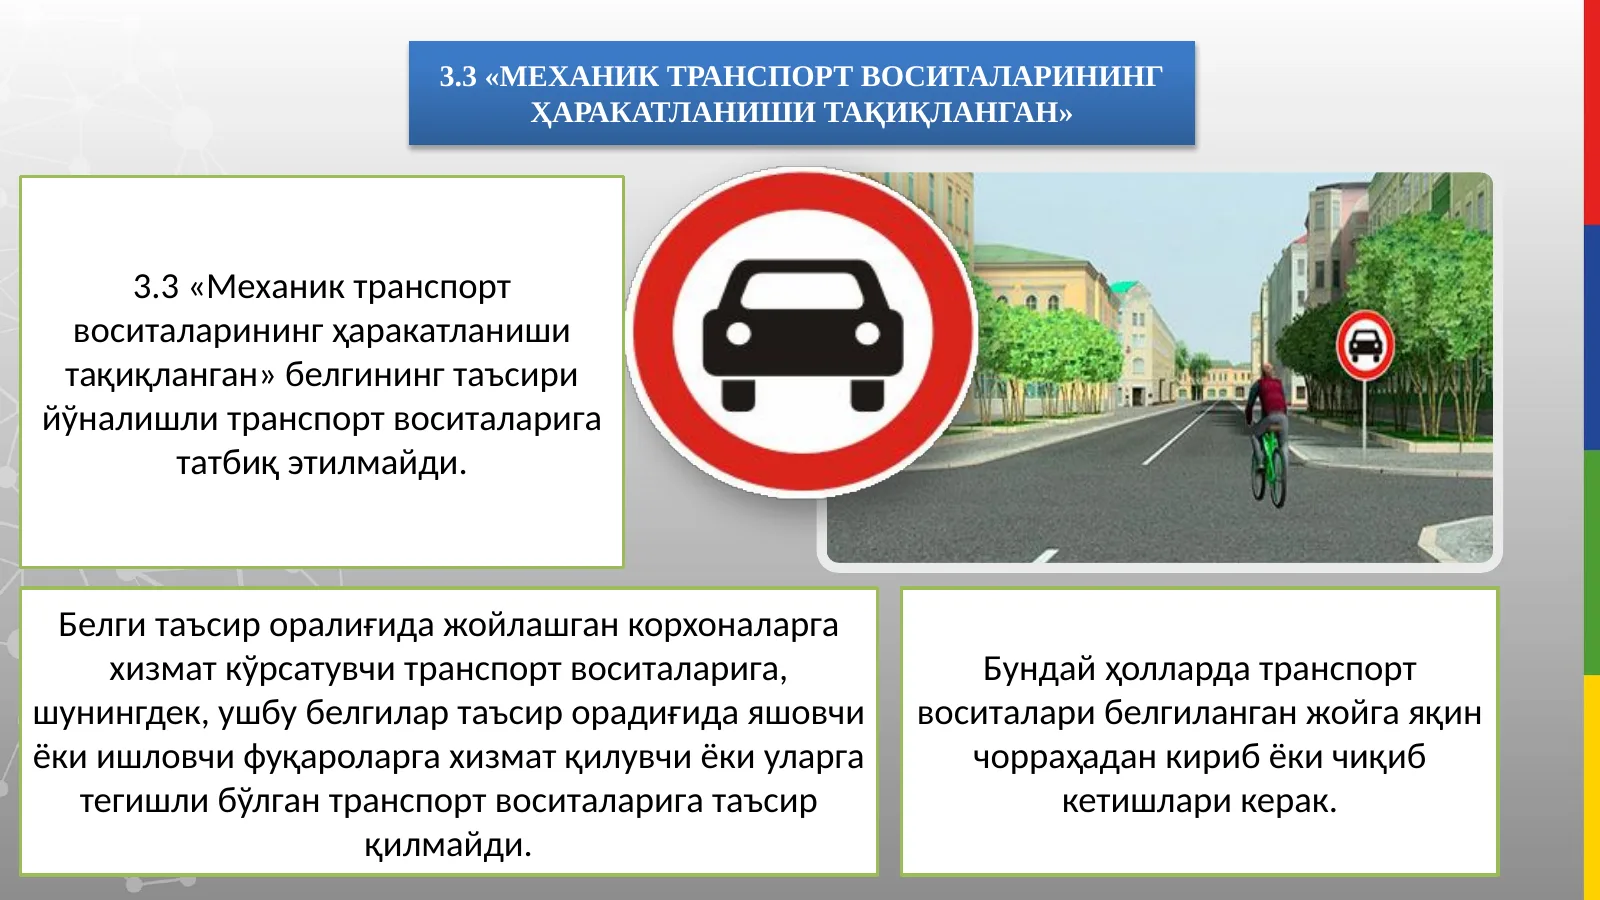 3.3 «МЕХАНИК ТРАНСПОРТ ВОСИТАЛАРИНИНГ
ҲАРАКАТЛАНИШИ ТАҚИҚЛАНГАН»
3.3 «Механик транспорт
воситаларининг ҳаракатланиши
тақиқланган» белгининг таъсири
йўналишли транспорт воситаларига
татбиқ этилмайди.
Белги таъсир оралиғида жойлашган корхоналарга
хизмат кўрсатувчи транспорт воситаларига,
шунингдек, ушбу белгилар таъсир орадиғида яшовчи
ёки ишловчи фуқароларга хизмат қилувчи ёки уларга
тегишли бўлган транспорт воситаларига таъсир
қилмайди.
Бундай ҳолларда транспорт
воситалари белгиланган жойга яқин
чорраҳадан кириб ёки чиқиб
кетишлари керак.